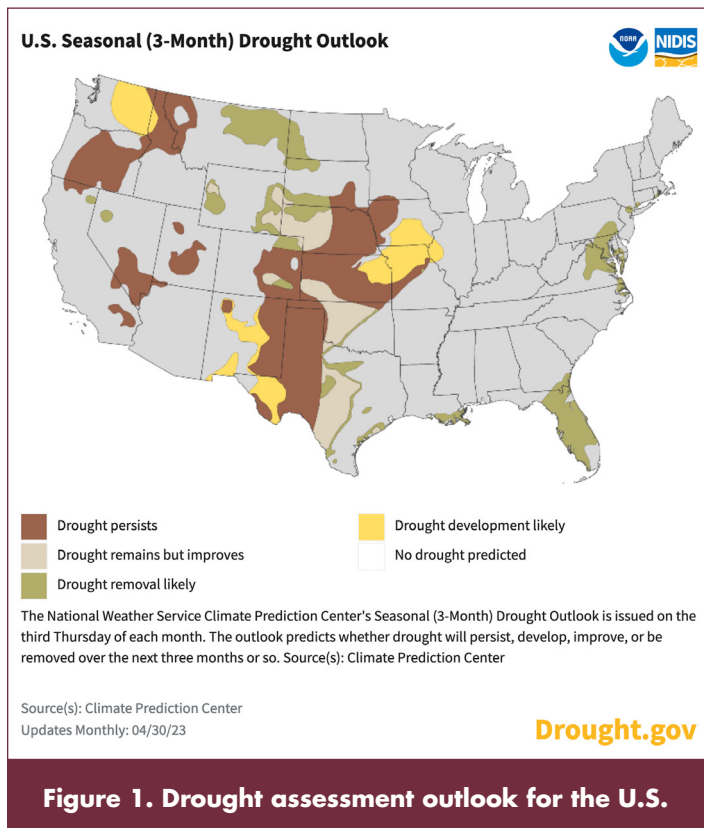 U.S. Seasonal (3-Month) Drought Outlook
NOAA
NIDIS
Drought persists
Drought remains but improves
Drought removal likely
Drought development likely
No drought predicted
The National Weather Service Climate Prediction Center's Seasonal (3-Month) Drought Outlook is issued on the
third Thursday of each month. The outlook predicts whether drought will persist, develop, improve, or be
removed over the next three months or so. Source(s): Climate Prediction Center
Source(s): Climate Prediction Center
Updates Monthly: 04/30/23
Drought.gov
Figure 1. Drought assessment outlook for the U.S.